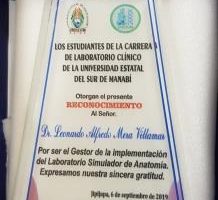 LOS ESTUDIANTES DE LA CARRERA
DE LABORATORIO CLÍNICO
DE LA UNIVERSIDAD ESTATAL
DEL SUR DE MANABÍ
Otorgan el presente
RECONOCIMIENTO
Al Señor.
Dr. Leonardo Alfredo Mera Villamar
Por ser el Gestor de la implementación
del Laboratorio Simulador de Anatomía.
Expresamos nuestra sincera gratitud.
Jipijapa, 6 de septiembre de 2019